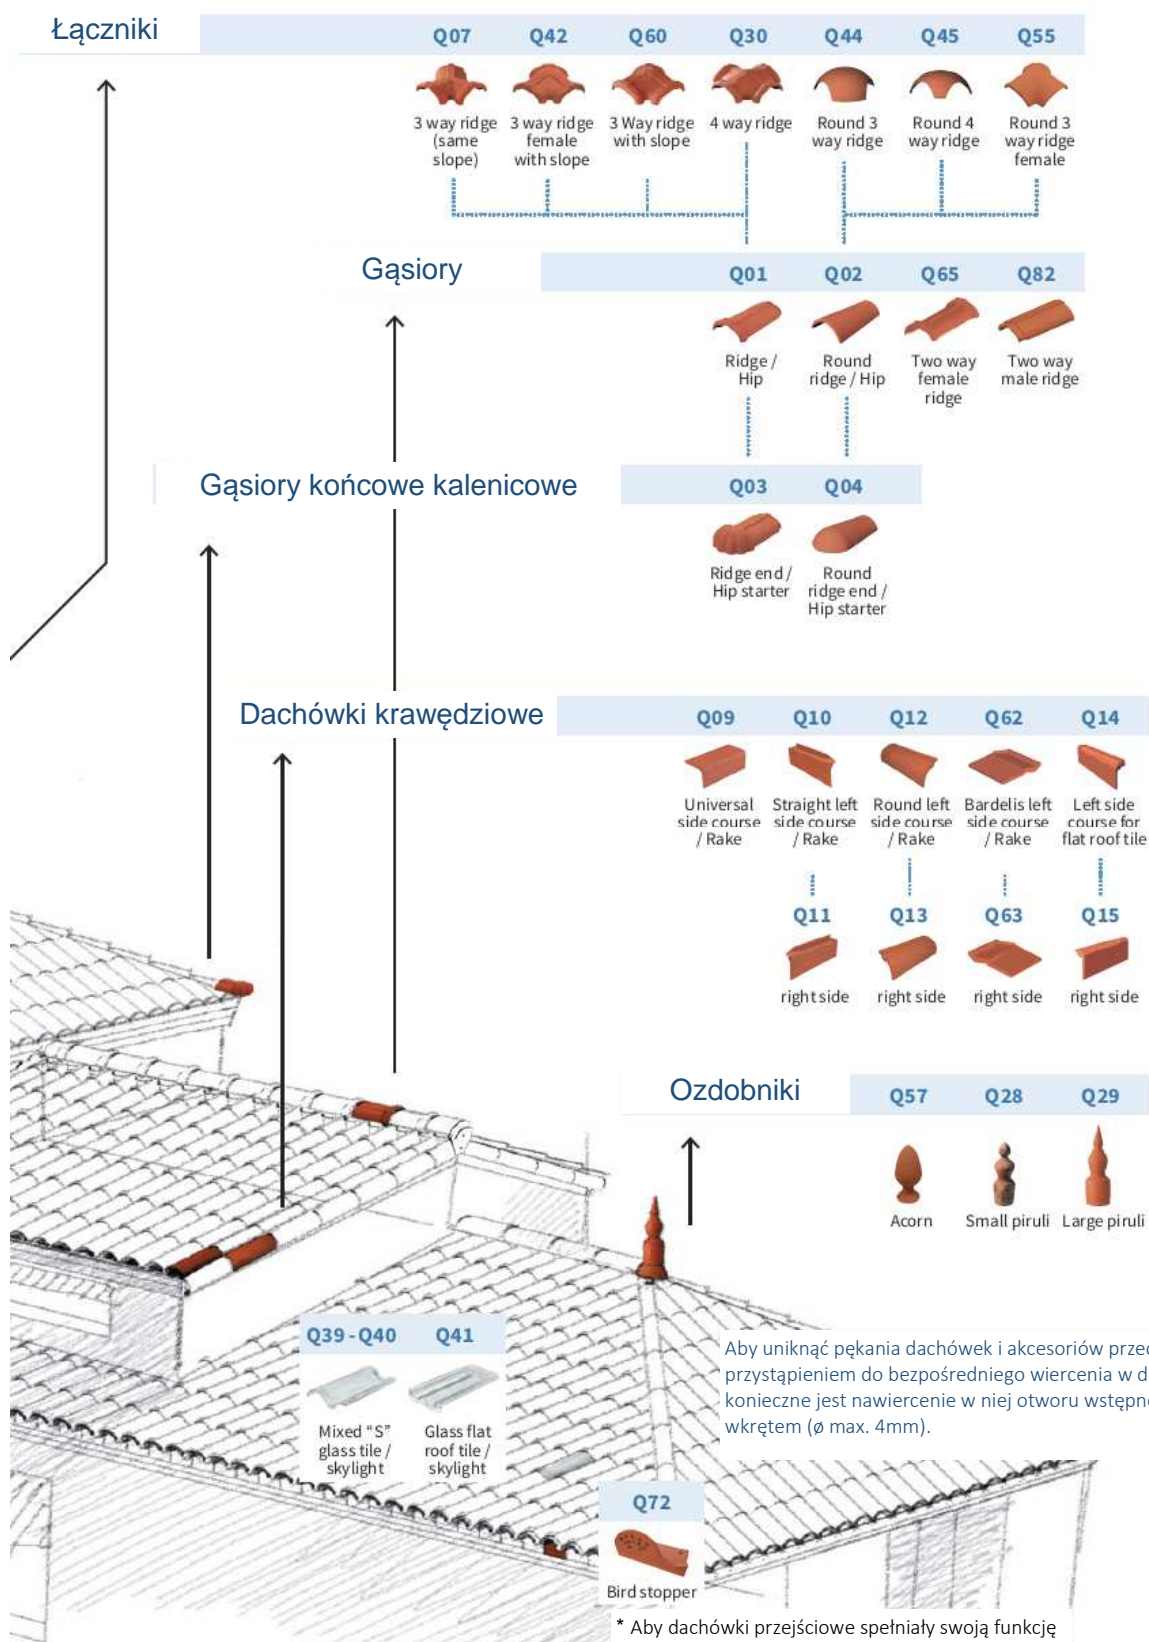 Łączniki
Q07 Q42 Q60 Q30 Q44 Q45 Q55
3 way ridge (same slope)
3 way ridge female with slope
3 Way ridge with slope
4 way ridge
Round 3 way ridge
Round 4 way ridge
Round 3 way ridge female
Gąsiory
Q01 Q02 Q65 Q82
Ridge / Hip
Round ridge / Hip
Two way female ridge
Two way male ridge
Gąsiory końcowe kalenicowe
Q03 Q04
Ridge end / Hip starter
Round ridge end / Hip starter
Dachówki krawędziowe
Q09 Q10 Q12 Q62 Q14
Universal side course / Rake
Straight left side course / Rake
Round left side course / Rake
Bardelis left side course / Rake
Left side course for flat roof tile
Q11 Q13 Q63 Q15
right side right side right side right side
Ozdobniki
Q57 Q28 Q29
Acorn Small piruli Large piruli
Q39 - Q40 Q41
Mixed “S” glass tile / skylight
Glass flat roof tile / skylight
Aby uniknąć pękania dachówek i akcesoriów przed
przystąpieniem do bezpośredniego wiercenia w d
konieczne jest nawiercenie w niej otworu wstępn
wkrętem (ø max. 4mm).
Q72
Bird stopper
* Aby dachówki przejściowe spełniały swoją funkcję